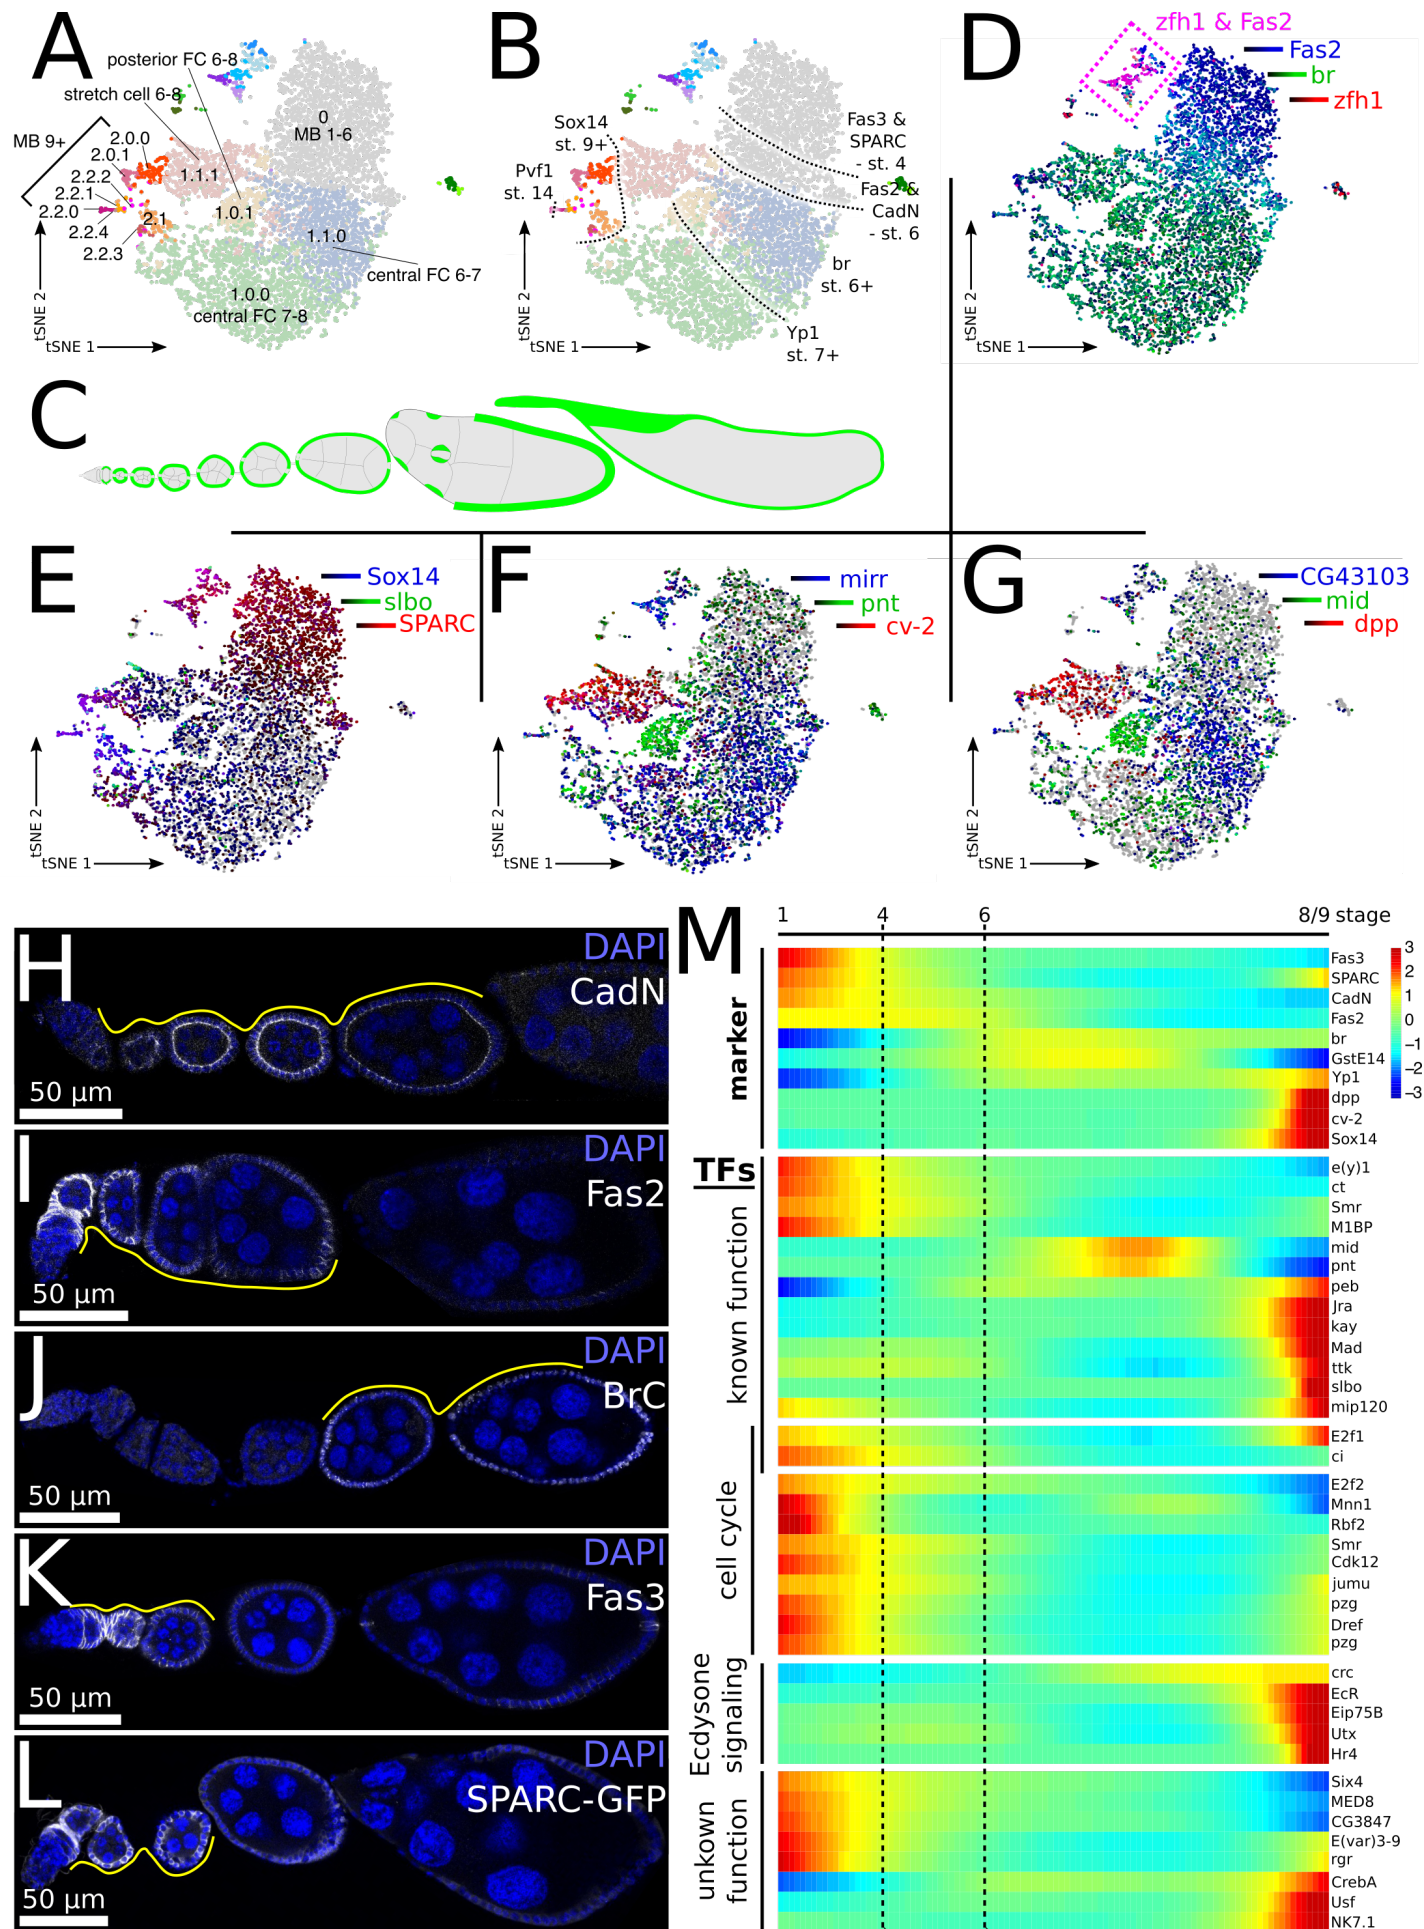 A
posterior FC 6-8
stretch cell 6-8
MB 9+
2.0.0
2.0.1
2.2.2
2.2.1
2.2.0
2.2.4
2.2.3
2.1
1.1.1
1.0.1
0
MB 1-6
1.1.0
central FC 6-7
1.0.0
central FC 7-8
tSNE 2
tSNE 1
B
Sox14
st. 9+
Pvf1
st. 14
Fas3 &
SPARC
- st. 4
Fas2 &
CadN
- st. 6
br
st. 6+
Yp1
st. 7+
tSNE 2
tSNE 1
D
zfh1 & Fas2
Fas2
br
zfh1
tSNE 2
tSNE 1
C
E
Sox14
slbo
SPARC
tSNE 2
tSNE 1
F
mirr
pnt
cv-2
tSNE 2
tSNE 1
G
CG43103
mid
dpp
tSNE 2
tSNE 1
H
DAPI
CadN
50 µm
I
DAPI
Fas2
50 µm
J
DAPI
BrC
50 µm
K
DAPI
Fas3
50 µm
L
DAPI
SPARC-GFP
50 µm
M
1 4 6 8/9 stage
marker
Fas3
SPARC
CadN
Fas2
br
GstE14
Yp1
dpp
cv-2
Sox14
3
2
1
0
−1
−2
−3
TFs
known function
e(y)1
ct
Smr
M1BP
mid
pnt
peb
Jra
kay
Mad
ttk
slbo
mip120
cell cycle
E2f1
ci
E2f2
Mnn1
Rbf2
Smr
Cdk12
jumu
pzg
Dref
pzg
Ecdysone
signaling
crc
EcR
Eip75B
Utx
Hr4
unkown
function
Six4
MED8
CG3847
E(var)3-9
rgr
CrebA
Usf
NK7.1